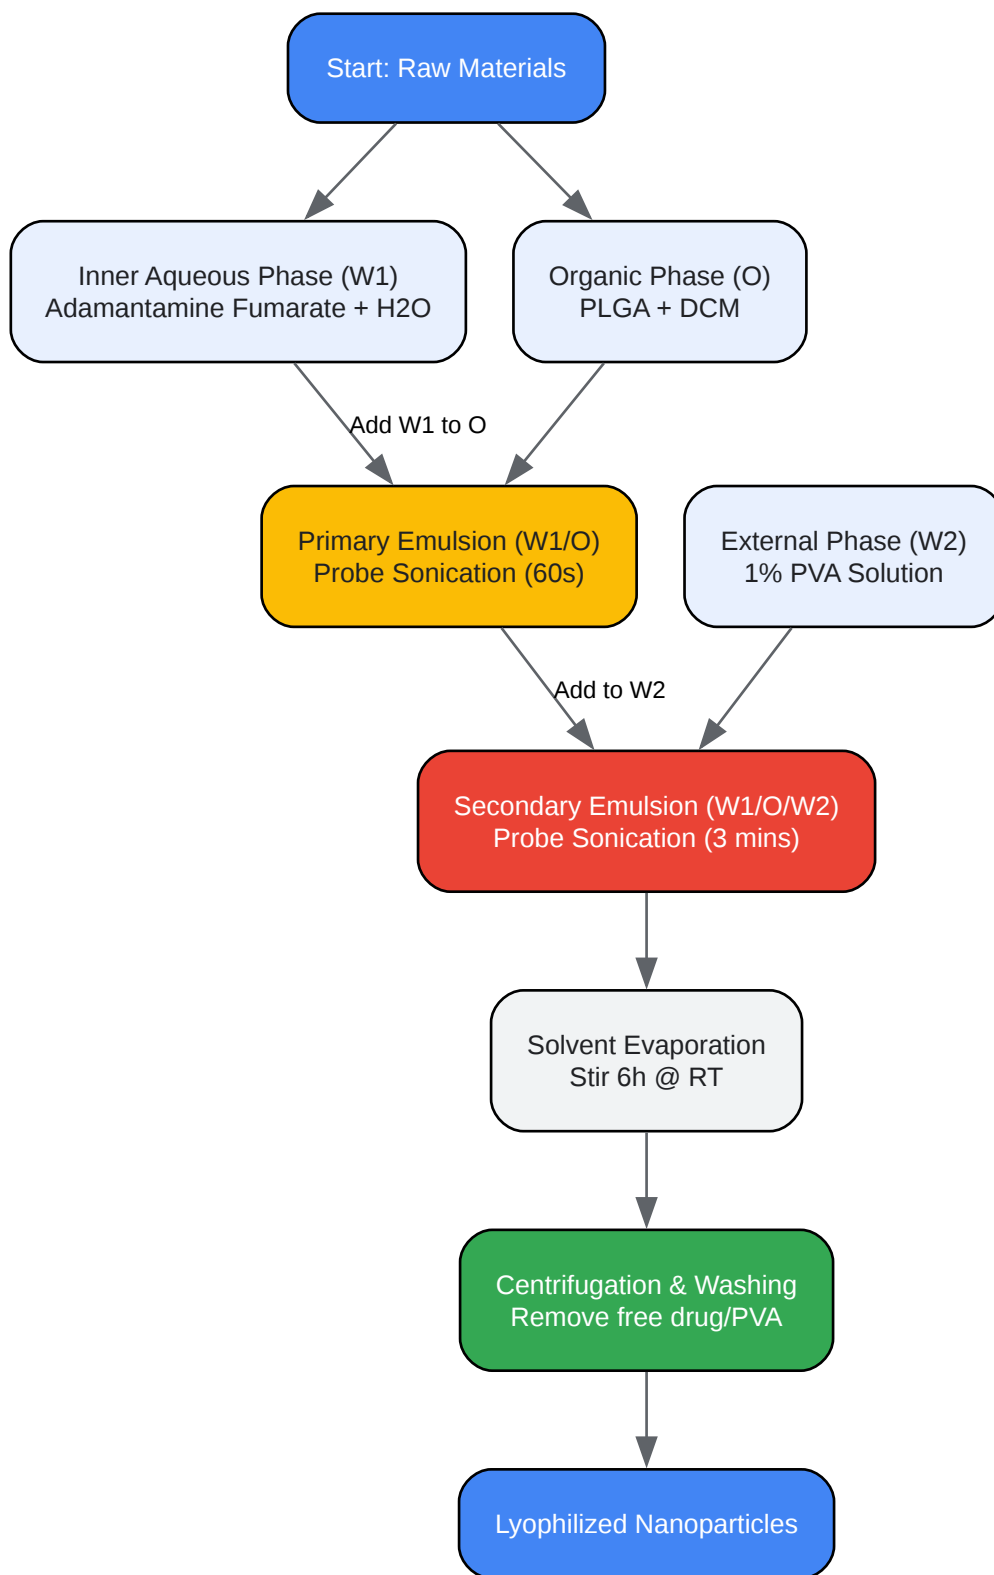 Start: Raw Materials
Inner Aqueous Phase (W1)
Adamantamine Fumarate + H2O
Organic Phase (O)
PLGA + DCM
Add W1 to O
Primary Emulsion (W1/O)
Probe Sonication (60s)
External Phase (W2)
1% PVA Solution
Add to W2
Secondary Emulsion (W1/O/W2)
Probe Sonication (3 mins)
Solvent Evaporation
Stir 6h @ RT
Centrifugation & Washing
Remove free drug/PVA
Lyophilized Nanoparticles